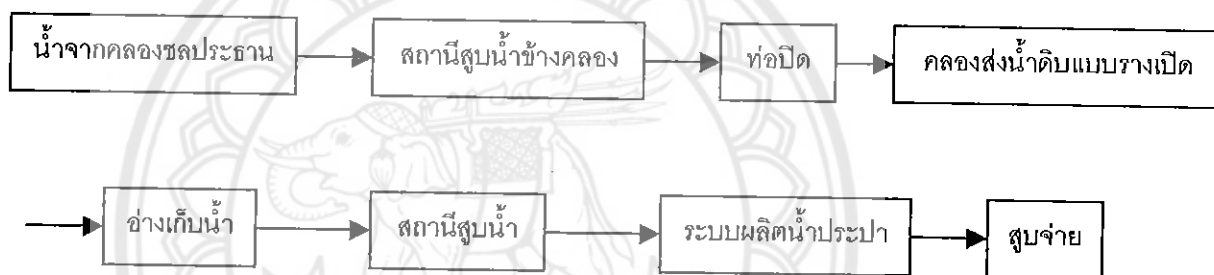 น้ำจากคลองชลประทาน
สถานีสูบน้ำข้างคลอง
ท่อปิด
คลองส่งน้ำดิบแบบรางเปิด
อ่างเก็บน้ำ
สถานีสูบน้ำ
ระบบผลิตน้ำประปา
สูบจ่าย